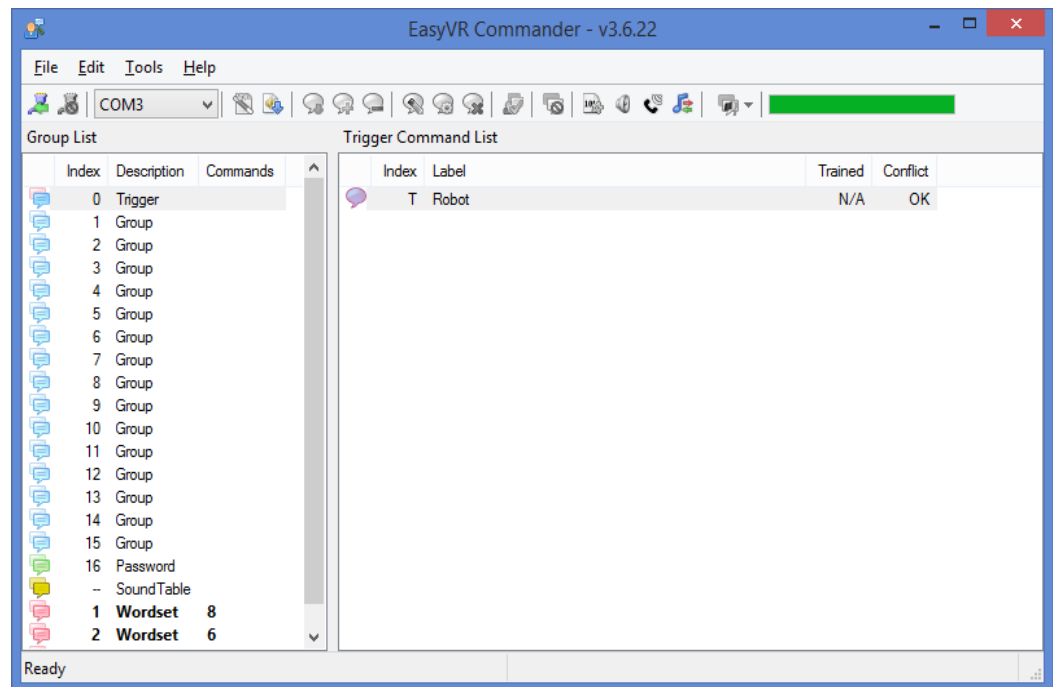 EasyVR Commander - v3.6.22
File Edit Tools Help
COM3
Group List
Index Description Commands
0 Trigger
1 Group
2 Group
3 Group
4 Group
5 Group
6 Group
7 Group
8 Group
9 Group
10 Group
11 Group
12 Group
13 Group
14 Group
15 Group
16 Password
-- SoundTable
1 Wordset 8
2 Wordset 6
Trigger Command List
Index Label Trained Conflict
T Robot N/A OK
Ready